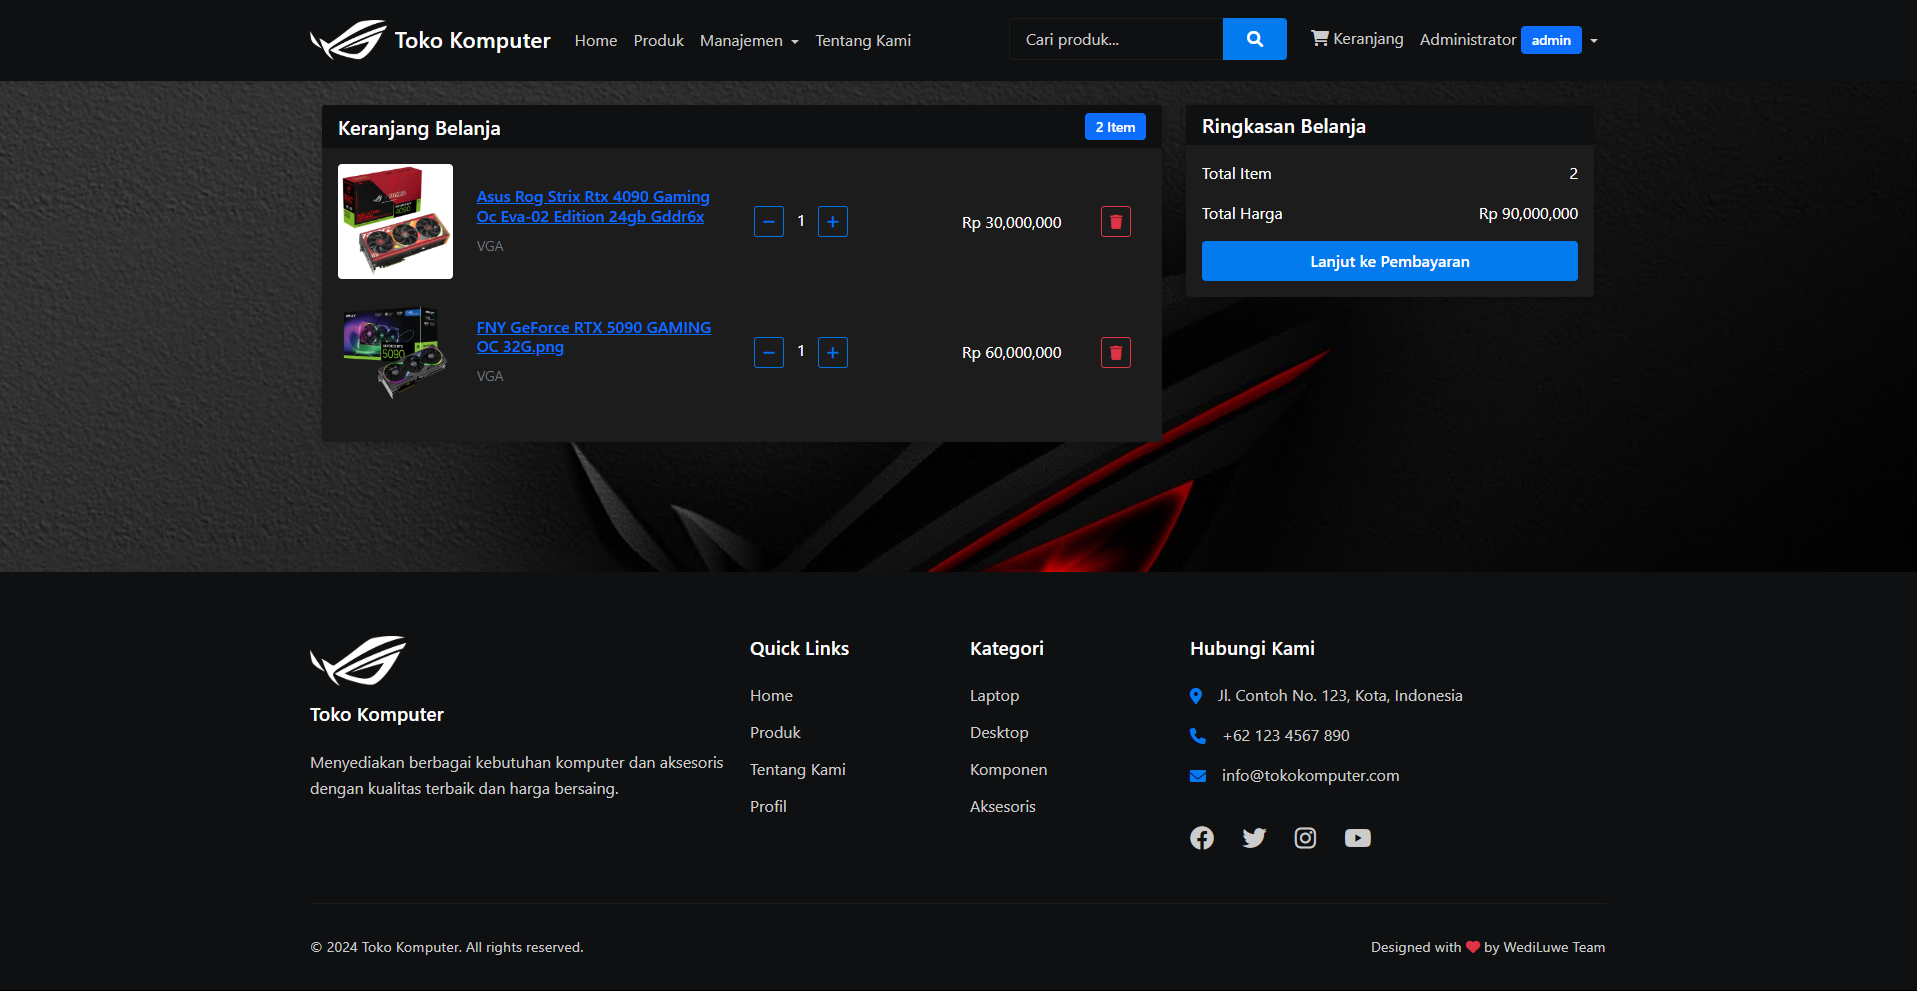 Toko Komputer
Home
Produk
Manajemen
Tentang Kami
Cari produk...
Keranjang
Administrator
admin
Keranjang Belanja
2 Item
Asus Rog Strix Rtx 4090 Gaming
Oc Eva-02 Edition 24gb Gddr6x
VGA
1
Rp 30,000,000
FNY GeForce RTX 5090 GAMING
OC 32G.png
VGA
1
Rp 60,000,000
5090
Ringkasan Belanja
Total Item
2
Total Harga
Rp 90,000,000
Lanjut ke Pembayaran
Toko Komputer
Menyediakan berbagai kebutuhan komputer dan aksesoris
dengan kualitas terbaik dan harga bersaing.
Quick Links
Home
Produk
Tentang Kami
Profil
Kategori
Laptop
Desktop
Komponen
Aksesoris
Hubungi Kami
Jl. Contoh No. 123, Kota, Indonesia
+62 123 4567 890
info@tokokomputer.com
© 2024 Toko Komputer. All rights reserved.
Designed with ❤ by WediLuwe Team